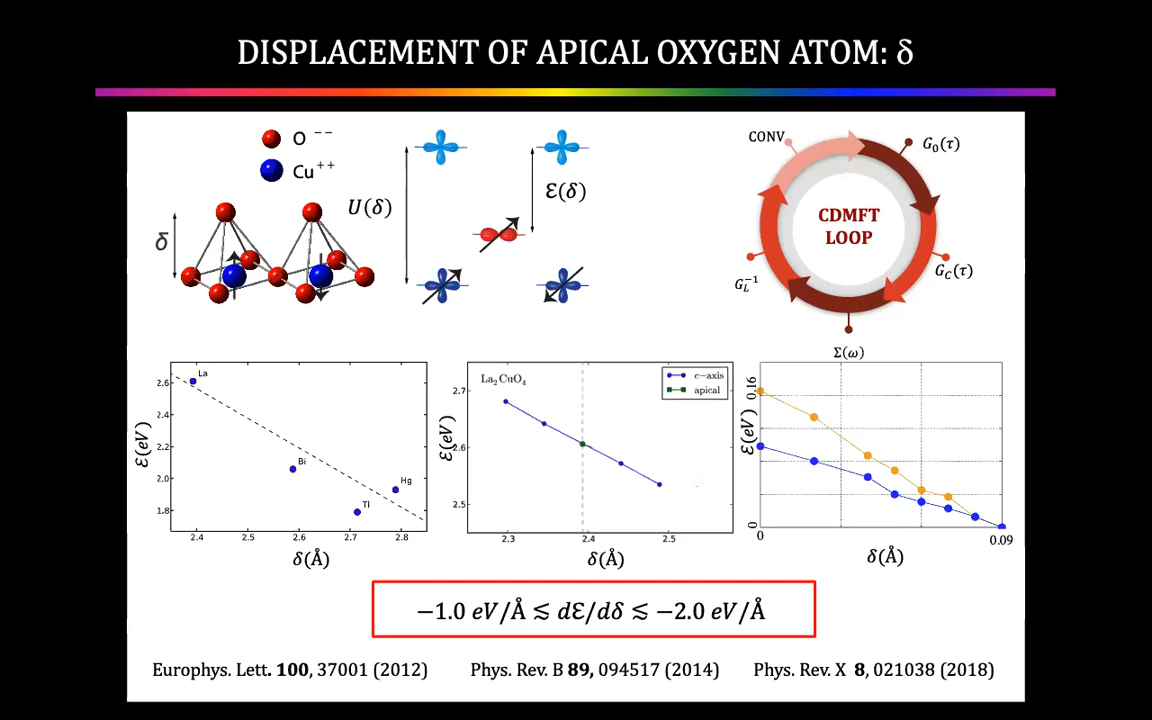 DISPLACEMENT OF APICAL OXYGEN ATOM: δ
O −−
Cu++
δ
U(δ)
Ɛ(δ)
CONV
G₀(τ)
CDMFT
LOOP
G_C(τ)
G_L⁻¹
Σ(ω)
Ɛ(eV)
2.6
2.4
2.2
2.0
1.8
La
Bi
Tl
Hg
2.4 2.5 2.6 2.7 2.8
δ(Å)
Ɛ(eV)
2.7
2.6
2.5
La₂CuO₄
c−axis
apical
2.3 2.4 2.5
δ(Å)
Ɛ(eV)
0.16
0
0 0.09
δ(Å)
−1.0 eV/Å ≲ dƐ/dδ ≲ −2.0 eV/Å
Europhys. Lett. 100, 37001 (2012)
Phys. Rev. B 89, 094517 (2014)
Phys. Rev. X 8, 021038 (2018)